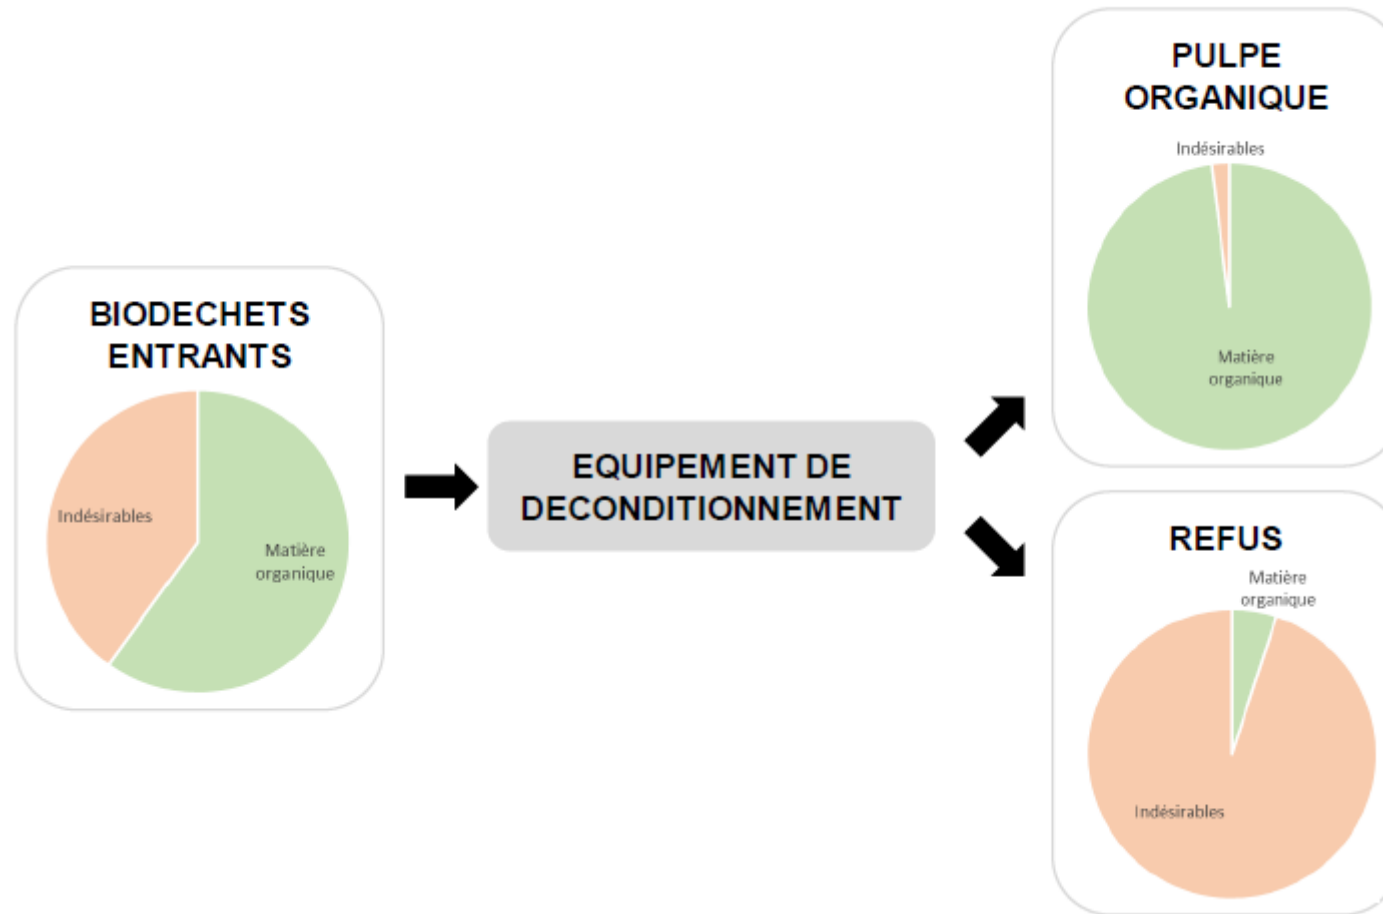 BIODECHETS
ENTRANTS
Indésirables
Matière
organique
EQUIPEMENT DE
DECONDITIONNEMENT
PULPE
ORGANIQUE
Indésirables
Matière
organique
REFUS
Matière
organique
Indésirables